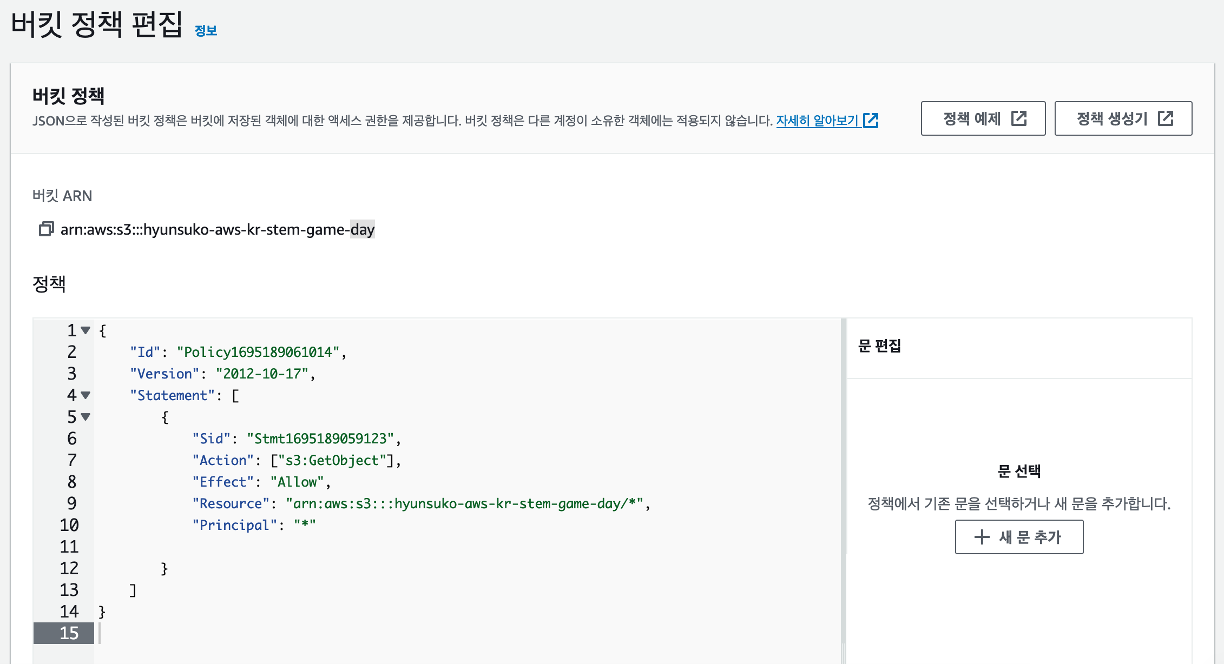 버킷 정책 편집 정보
버킷 정책
JSON으로 작성된 버킷 정책은 버킷에 저장된 객체에 대한 액세스 권한을 제공합니다. 버킷 정책은 다른 계정이 소유한 객체에는 적용되지 않습니다. 자세히 알아보기
정책 예제
정책 생성기
버킷 ARN
arn:aws:s3:::hyunsuko-aws-kr-stem-game-day
정책
1 {
2     "Id": "Policy1695189061014",
3     "Version": "2012-10-17",
4     "Statement": [
5         {
6             "Sid": "Stmt1695189059123",
7             "Action": ["s3:GetObject"],
8             "Effect": "Allow",
9             "Resource": "arn:aws:s3:::hyunsuko-aws-kr-stem-game-day/*",
10             "Principal": "*"
11
12         }
13     ]
14 }
15
문 편집
문 선택
정책에서 기존 문을 선택하거나 새 문을 추가합니다.
+ 새 문 추가